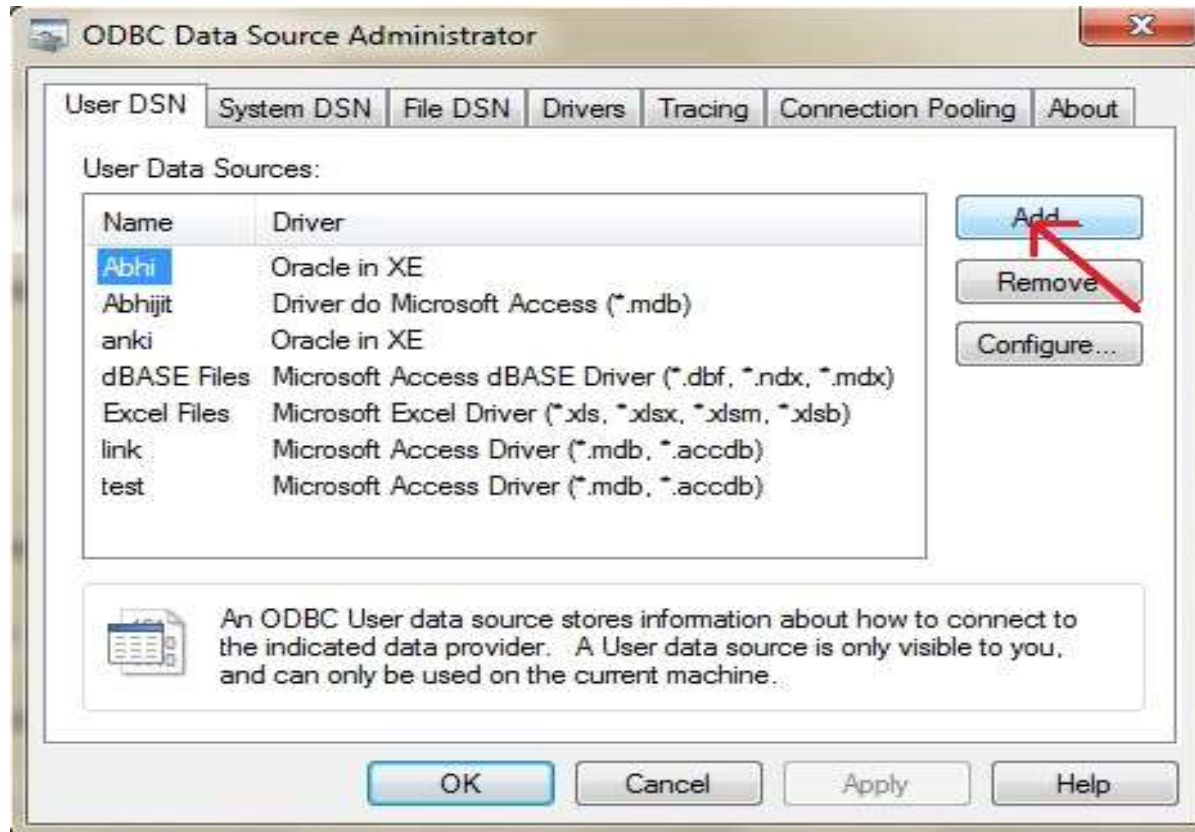 ODBC Data Source Administrator
User DSN System DSN File DSN Drivers Tracing Connection Pooling About
User Data Sources:
Name Driver
Abhi Oracle in XE
Abhijit Driver do Microsoft Access (*.mdb)
anki Oracle in XE
dBASE Files Microsoft Access dBASE Driver (*.dbf, *.ndx, *.mdx)
Excel Files Microsoft Excel Driver (*.xls, *.xlsx, *.xlsm, *.xlsb)
link Microsoft Access Driver (*.mdb, *.accdb)
test Microsoft Access Driver (*.mdb, *.accdb)
Add...
Remove
Configure...
An ODBC User data source stores information about how to connect to
the indicated data provider. A User data source is only visible to you,
and can only be used on the current machine.
OK Cancel Apply Help